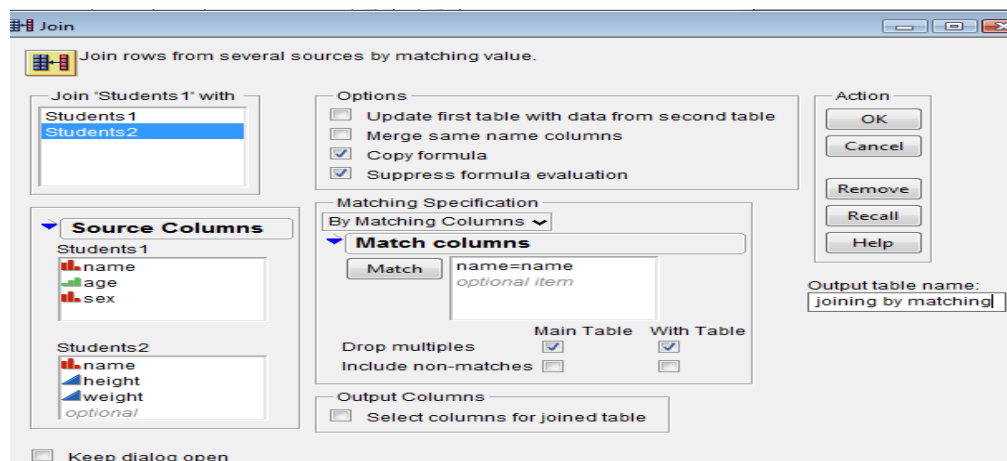 Join
Join rows from several sources by matching value.
Join 'Students1' with
Students1
Students2
Options
Update first table with data from second table
Merge same name columns
Copy formula
Suppress formula evaluation
Action
OK
Cancel
Remove
Recall
Help
Source Columns
Students1
name
age
sex
Students2
name
height
weight
optional
Matching Specification
By Matching Columns
Match columns
Match
name=name
optional item
Main Table With Table
Drop multiples
Include non-matches
Output table name:
joining by matching
Output Columns
Select columns for joined table
Keep dialog open